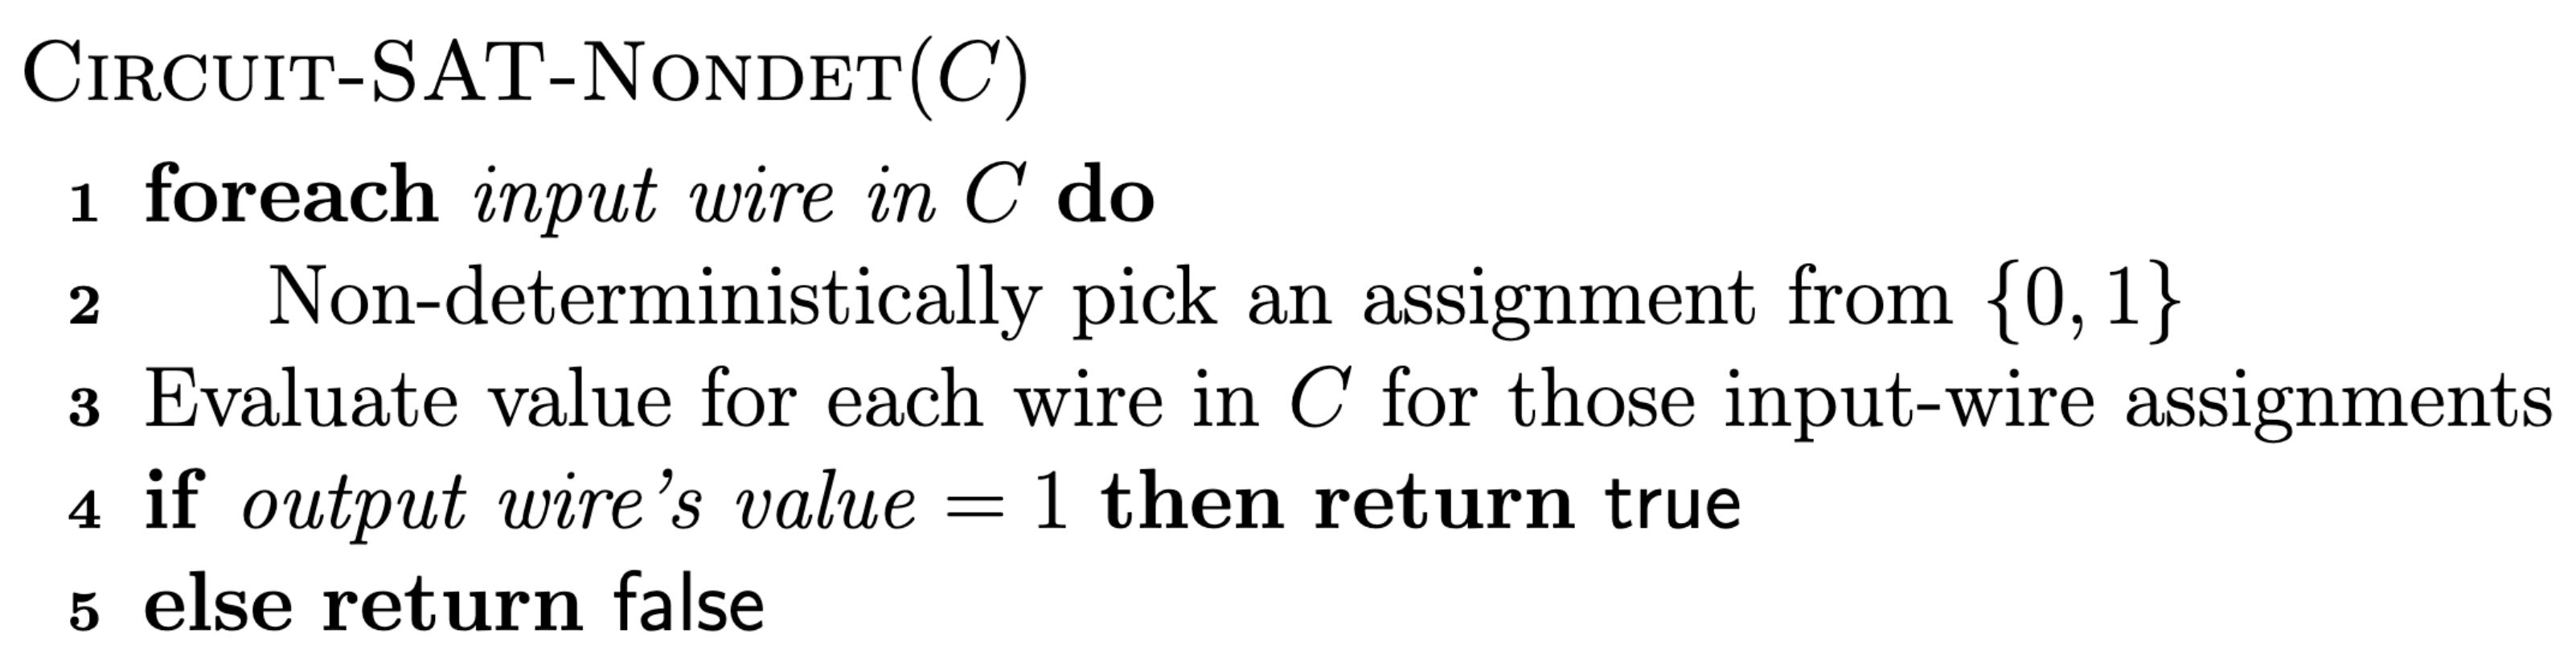 CIRCUIT-SAT-NONDET(C)
1 foreach input wire in C do
2 Non-deterministically pick an assignment from {0, 1}
3 Evaluate value for each wire in C for those input-wire assignments
4 if output wire's value = 1 then return true
5 else return false